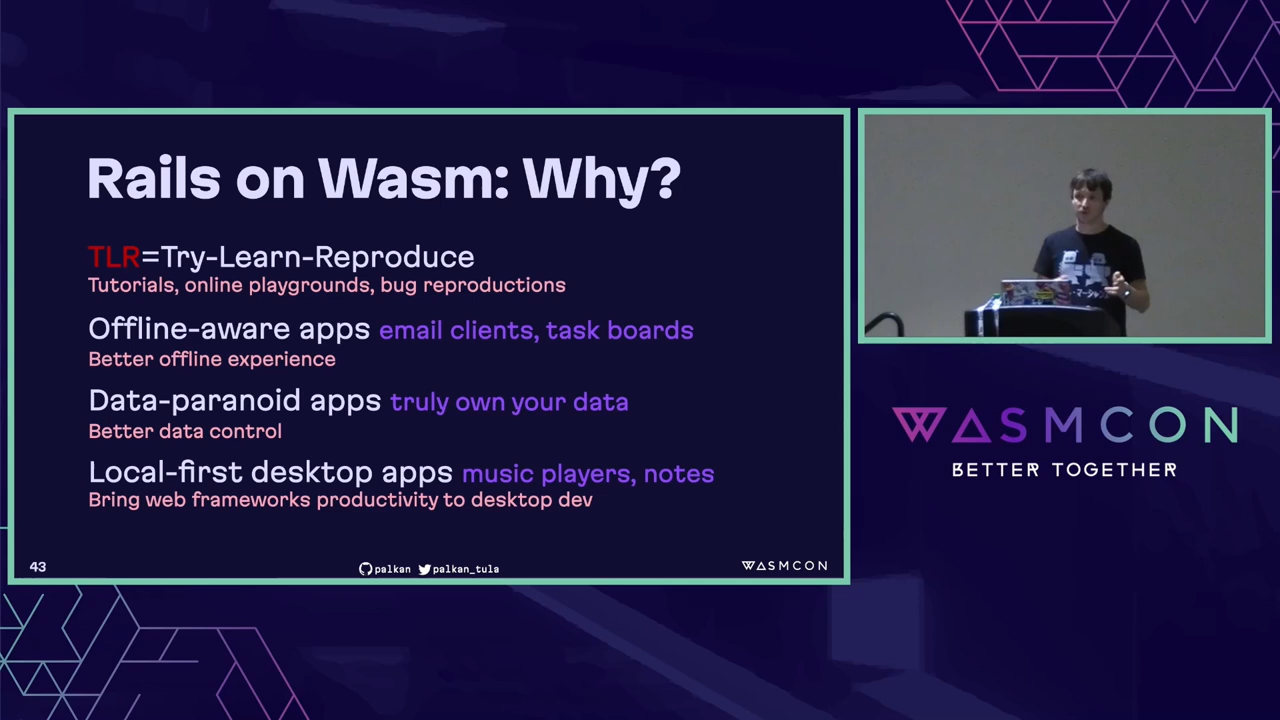 Rails on Wasm: Why?
TLR=Try-Learn-Reproduce
Tutorials, online playgrounds, bug reproductions
Offline-aware apps email clients, task boards
Better offline experience
Data-paranoid apps truly own your data
Better data control
Local-first desktop apps music players, notes
Bring web frameworks productivity to desktop dev
43
palkan palkan_tula
WASMCON
WASMCON
BETTER TOGETHER